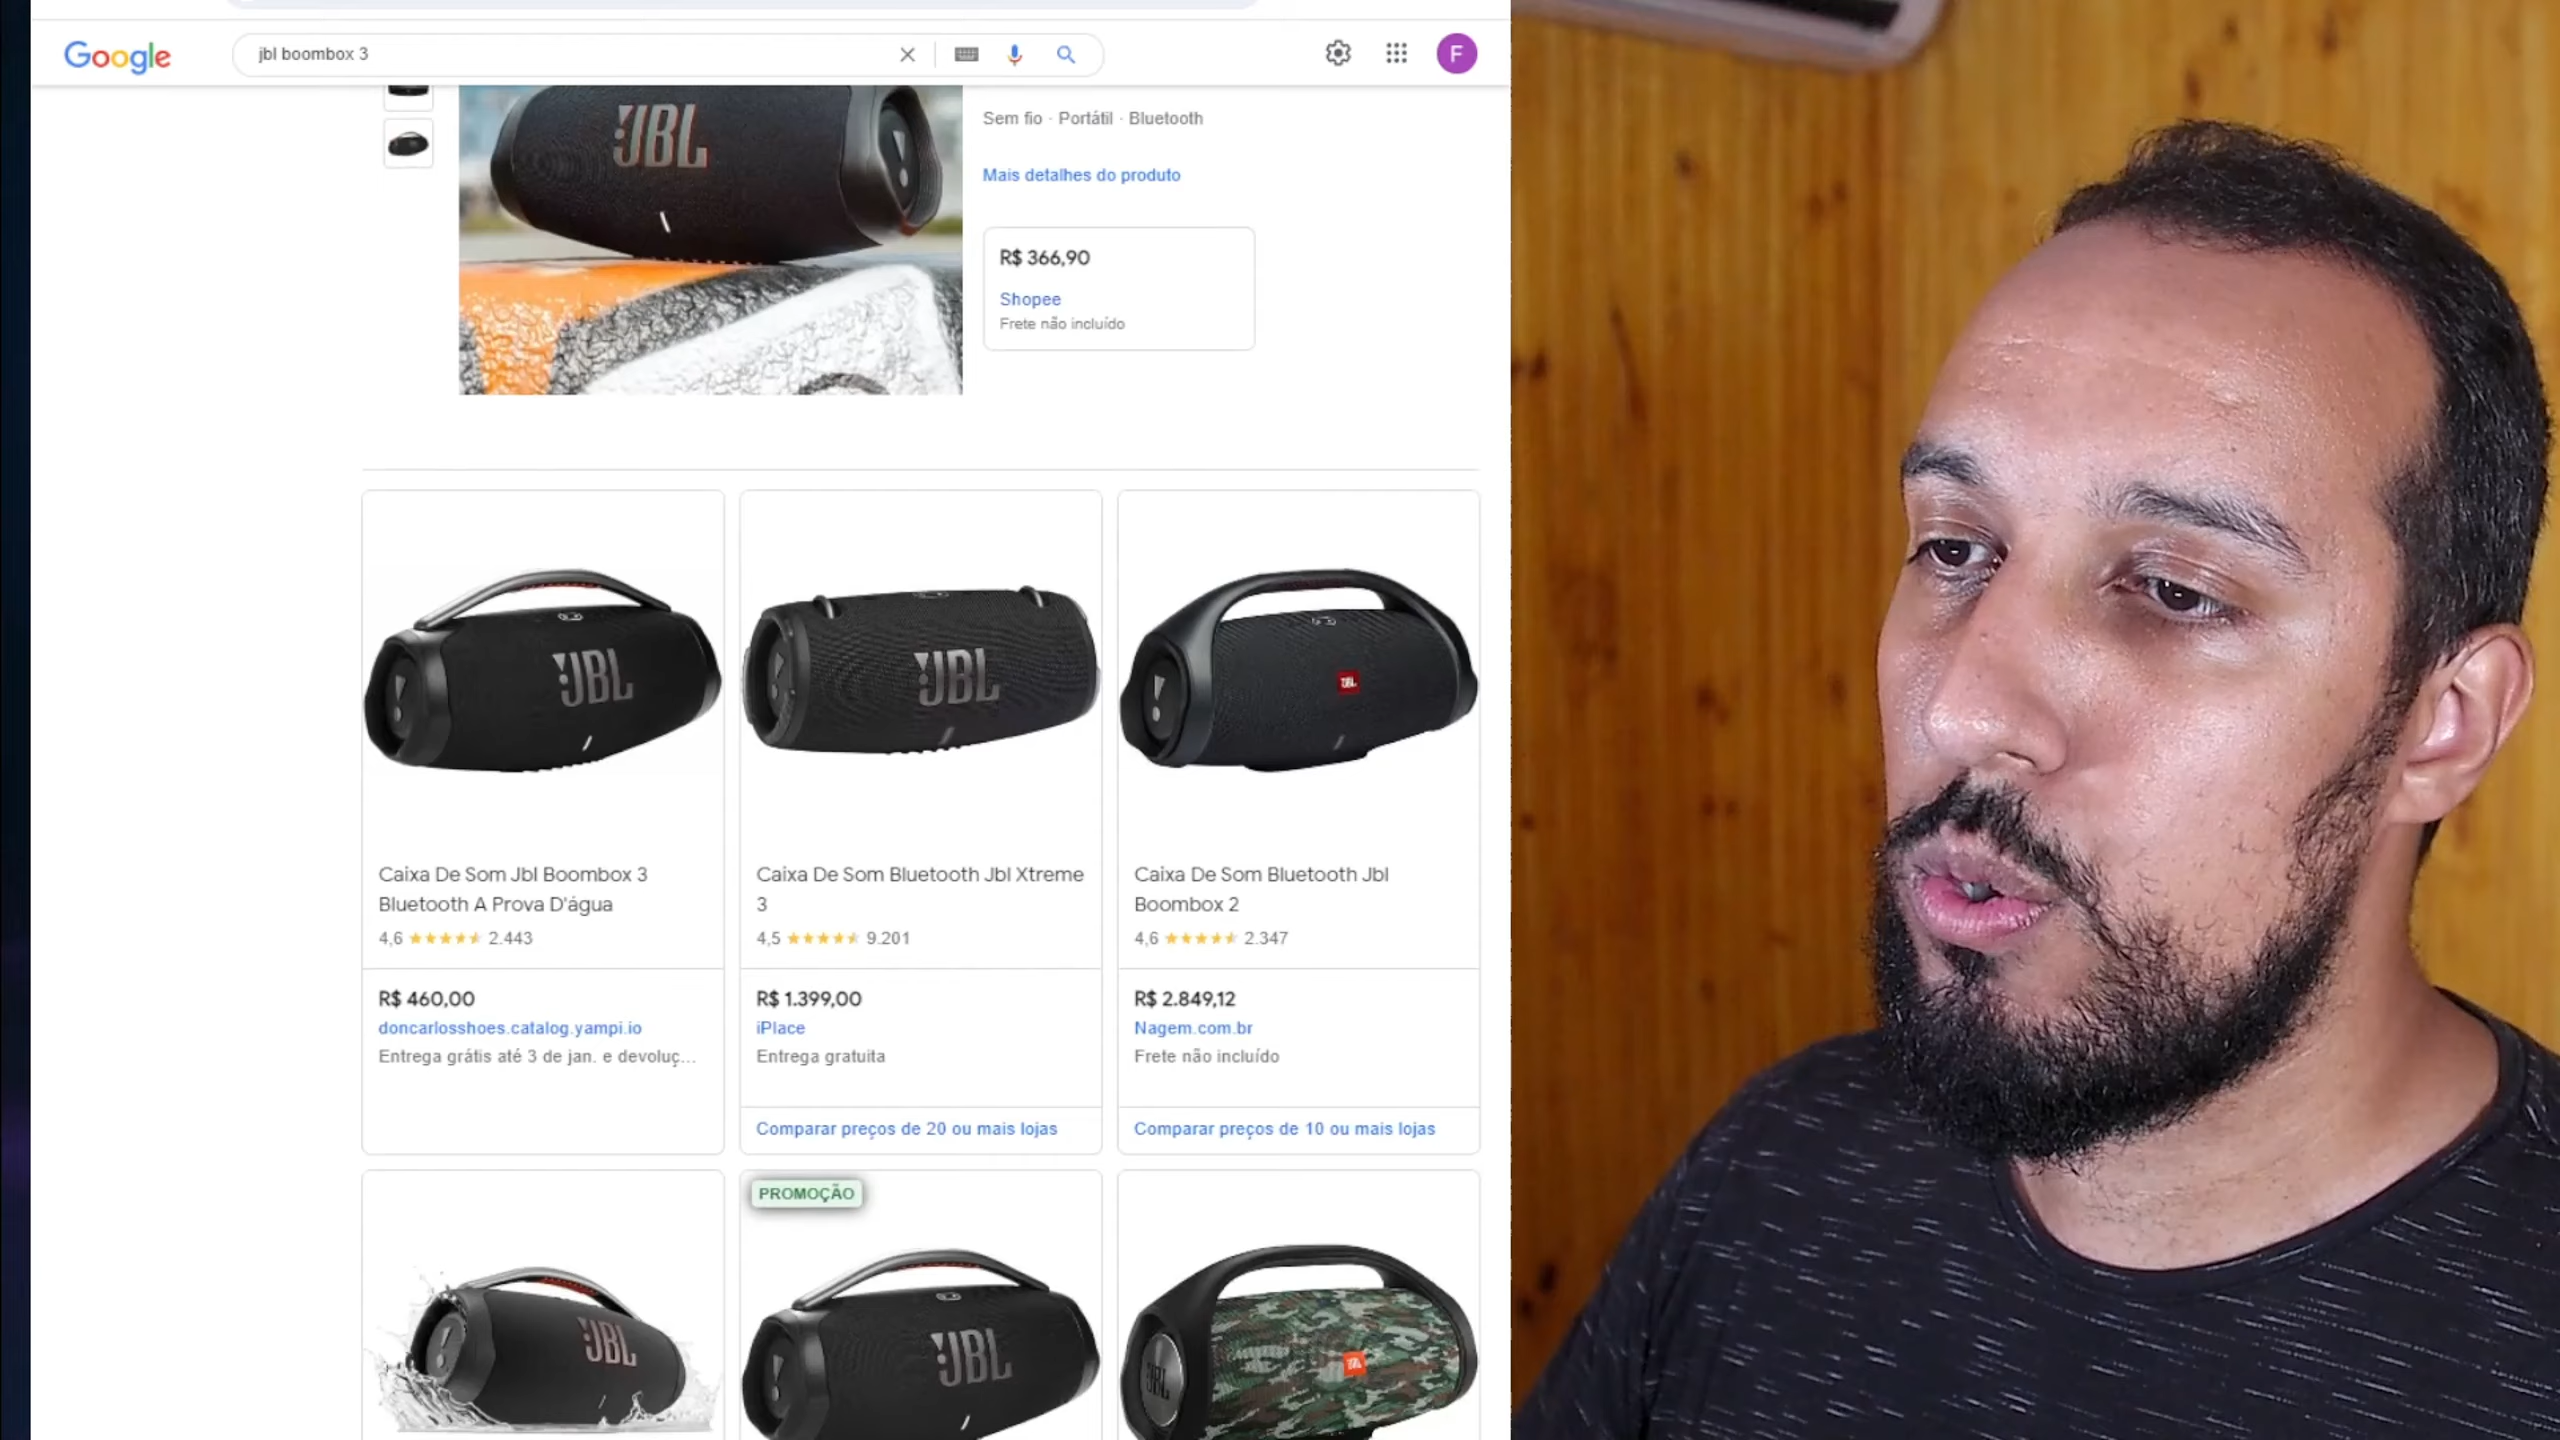 Google
jbl boombox 3
F
JBL
Sem fio · Portátil · Bluetooth
Mais detalhes do produto
R$ 366,90
Shopee
Frete não incluído
JBL
JBL
JBL
Caixa De Som Jbl Boombox 3
Bluetooth A Prova D'água
4,6 2.443
R$ 460,00
doncarlosshoes.catalog.yampi.io
Entrega grátis até 3 de jan. e devoluç...
Caixa De Som Bluetooth Jbl Xtreme
3
4,5 9.201
R$ 1.399,00
iPlace
Entrega gratuita
Comparar preços de 20 ou mais lojas
Caixa De Som Bluetooth Jbl
Boombox 2
4,6 2.347
R$ 2.849,12
Nagem.com.br
Frete não incluído
Comparar preços de 10 ou mais lojas
PROMOÇÃO
JBL
JBL
JBL
JBL